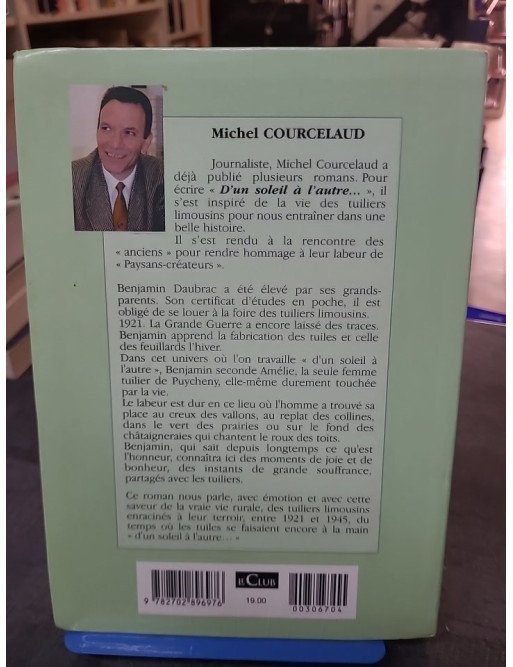 Michel COURCELAUD
Journaliste, Michel Courcelaud a
déjà publié plusieurs romans. Pour
écrire « D'un soleil à l'autre... », il
s'est inspiré de la vie des tuiliers
limousins pour nous entraîner dans une
belle histoire.
Il s'est rendu à la rencontre des
« anciens » pour rendre hommage à leur labeur de
« Paysans-créateurs ».
Benjamin Daubrac a été élevé par ses grands-
parents. Son certificat d'études en poche, il est
obligé de se louer à la foire des tuiliers limousins.
1921. La Grande Guerre a encore laissé des traces.
Benjamin apprend la fabrication des tuiles et celle
des feuillards l'hiver.
Dans cet univers où l'on travaille « d'un soleil à
l'autre », Benjamin seconde Amélie, la seule femme
tuilier de Puycheny, elle-même durement touchée
par la vie.
Le labeur est dur en ce lieu où l'homme a trouvé sa
place au creux des vallons, au replat des collines,
dans le vert des prairies ou sur le fond des
châtaigneraies qui chantent le roux des toits.
Benjamin, qui sait depuis longtemps ce qu'est
l'honneur, connaîtra ici des moments de joie et de
bonheur, des instants de grande souffrance,
partagés avec les tuiliers.
Ce roman nous parle, avec émotion et avec cette
saveur de la vraie vie rurale, des tuiliers limousins
enracinés à leur terroir, entre 1921 et 1945, du
temps où les tuiles se faisaient encore à la main
« d'un soleil à l'autre... »
LE CLUB
9 782702 896976
19.00
00306704